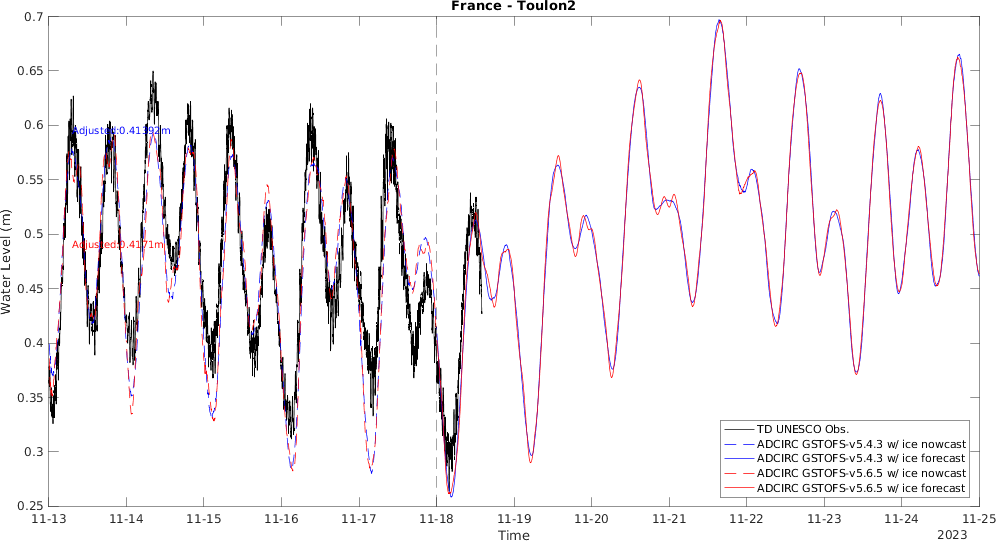 France - Toulon2
Water Level (m)
0.7
0.65
0.6
0.55
0.5
0.45
0.4
0.35
0.3
0.25
Adjusted:0.41392m
Adjusted:0.4171m
TD UNESCO Obs.
ADCIRC GSTOFS-v5.4.3 w/ ice nowcast
ADCIRC GSTOFS-v5.4.3 w/ ice forecast
ADCIRC GSTOFS-v5.6.5 w/ ice nowcast
ADCIRC GSTOFS-v5.6.5 w/ ice forecast
11-13 11-14 11-15 11-16 11-17 11-18 11-19 11-20 11-21 11-22 11-23 11-24 11-25
Time
2023